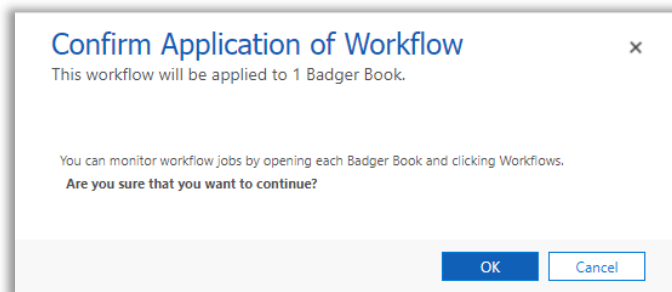 Confirm Application of Workflow
×
This workflow will be applied to 1 Badger Book.
You can monitor workflow jobs by opening each Badger Book and clicking Workflows.
Are you sure that you want to continue?
OK
Cancel